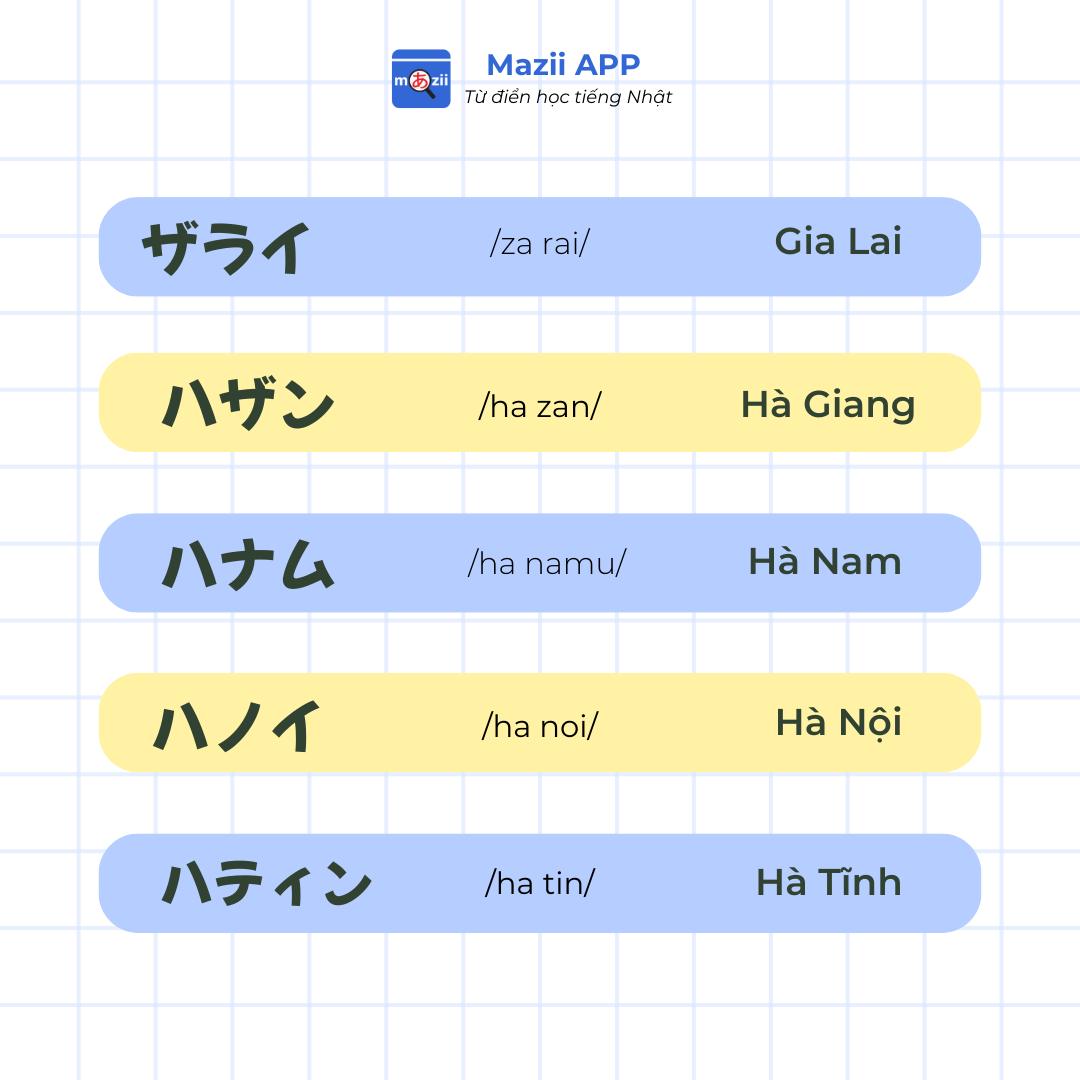 mあzii
Mazii APP
Từ điển học tiếng Nhật
ザライ /za rai/ Gia Lai
ハザン /ha zan/ Hà Giang
ハナム /ha namu/ Hà Nam
ハノイ /ha noi/ Hà Nội
ハティン /ha tin/ Hà Tĩnh